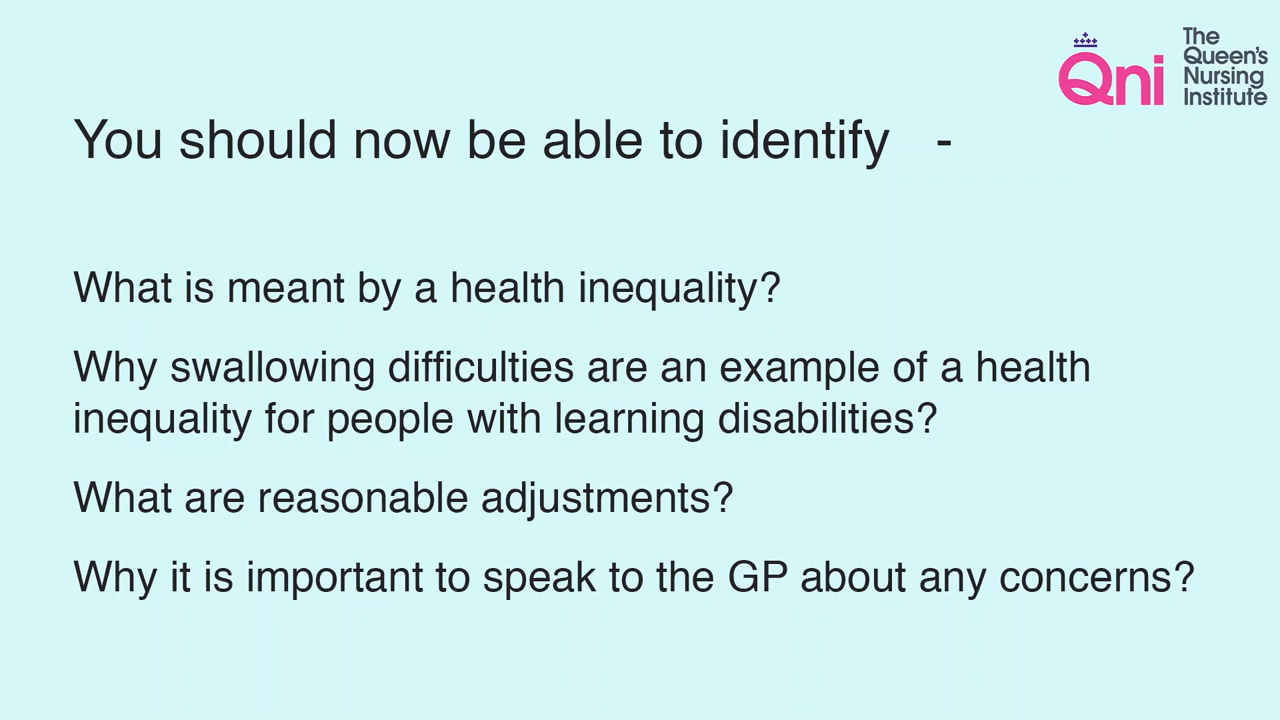 Qni
The
Queen's
Nursing
Institute
You should now be able to identify -
What is meant by a health inequality?
Why swallowing difficulties are an example of a health
inequality for people with learning disabilities?
What are reasonable adjustments?
Why it is important to speak to the GP about any concerns?